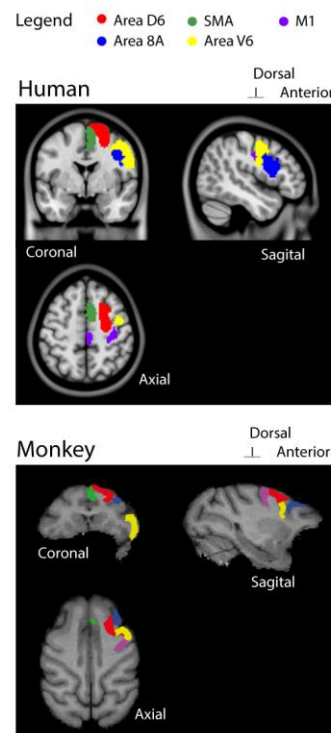 Legend
Area D6
SMA
M1
Area 8A
Area V6
Human
Dorsal
Anterior
Coronal
Sagital
Axial
Monkey
Dorsal
Anterior
Coronal
Sagital
Axial